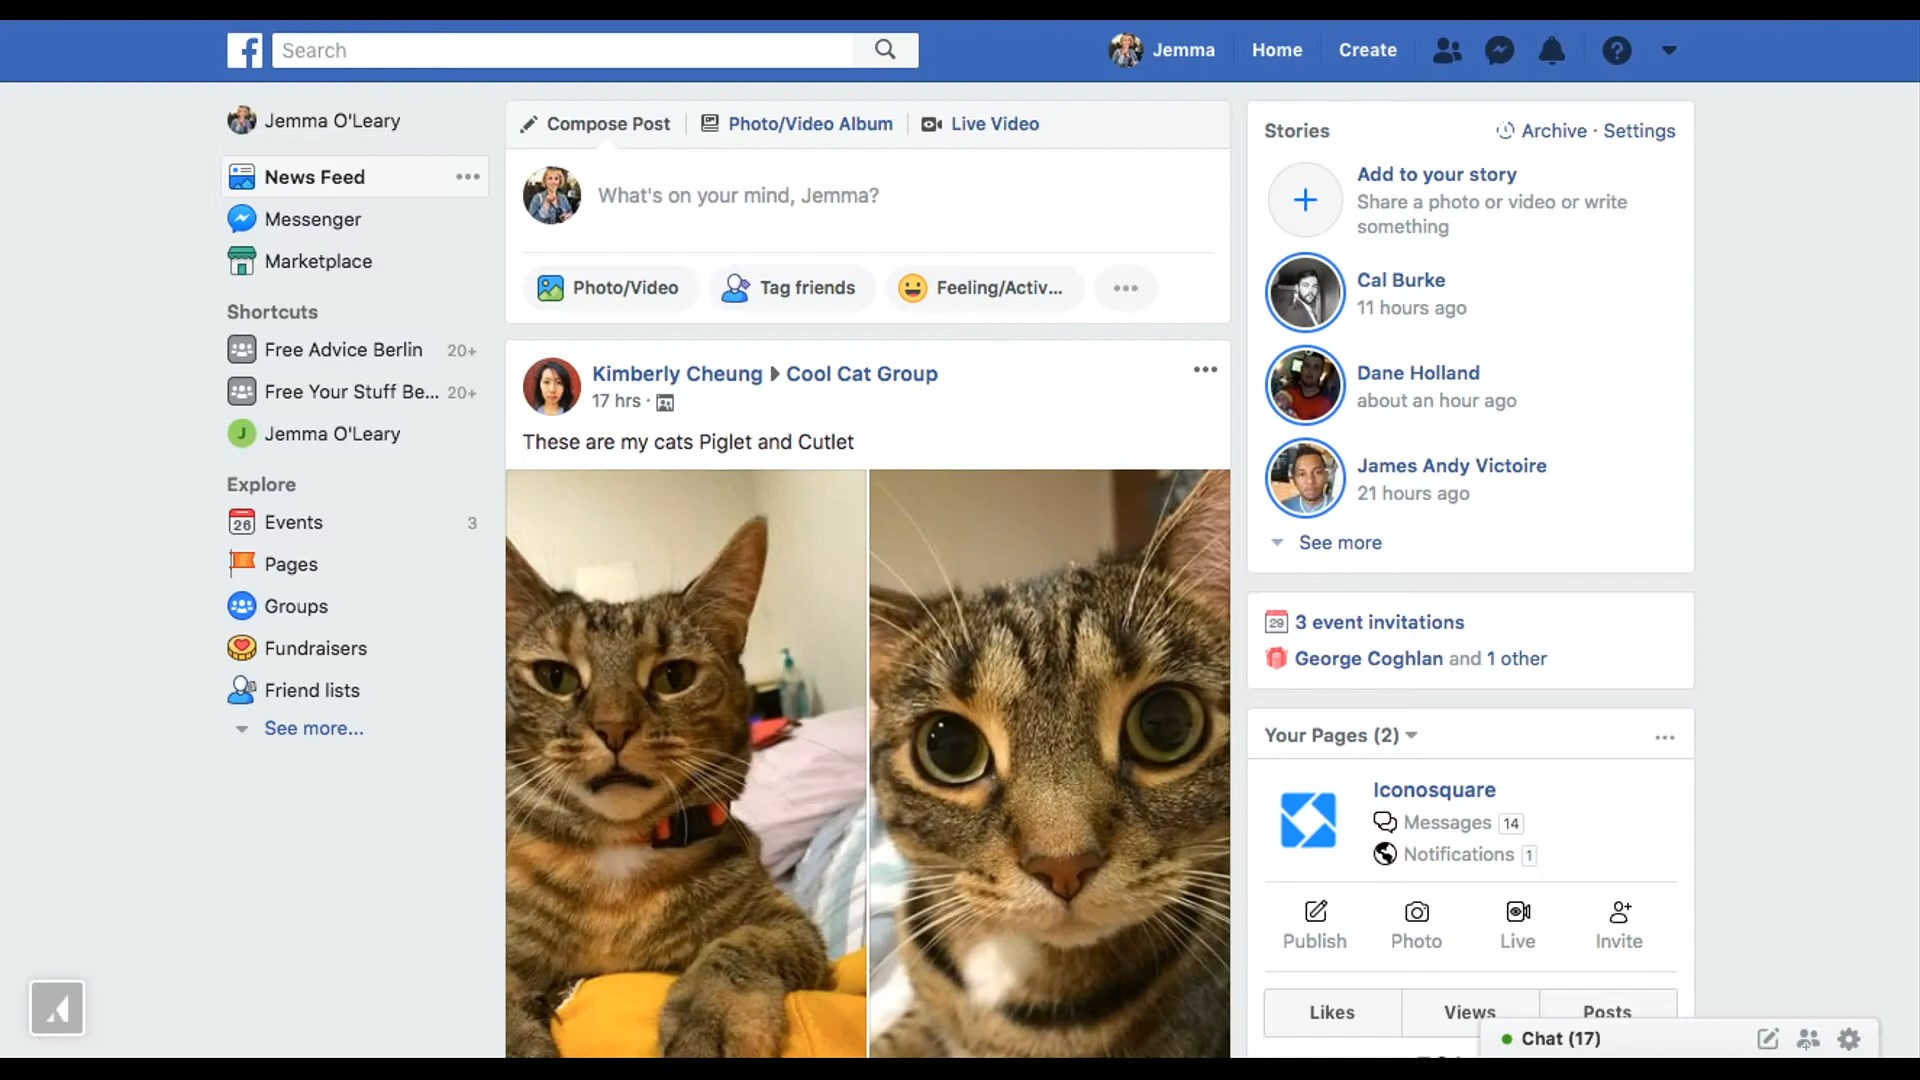 Search
Jemma
Home
Create
Jemma O'Leary
News Feed
Messenger
Marketplace
Shortcuts
Free Advice Berlin 20+
Free Your Stuff Be... 20+
J Jemma O'Leary
Explore
26 Events 3
Pages
Groups
Fundraisers
Friend lists
See more...
Compose Post
Photo/Video Album
Live Video
What's on your mind, Jemma?
Photo/Video
Tag friends
Feeling/Activ...
Kimberly Cheung Cool Cat Group
17 hrs ·
These are my cats Piglet and Cutlet
Stories
Archive · Settings
Add to your story
Share a photo or video or write
something
Cal Burke
11 hours ago
Dane Holland
about an hour ago
James Andy Victoire
21 hours ago
See more
29 3 event invitations
George Coghlan and 1 other
Your Pages (2)
Iconosquare
Messages 14
Notifications 1
Publish
Photo
Live
Invite
Likes
Views
Posts
Chat (17)